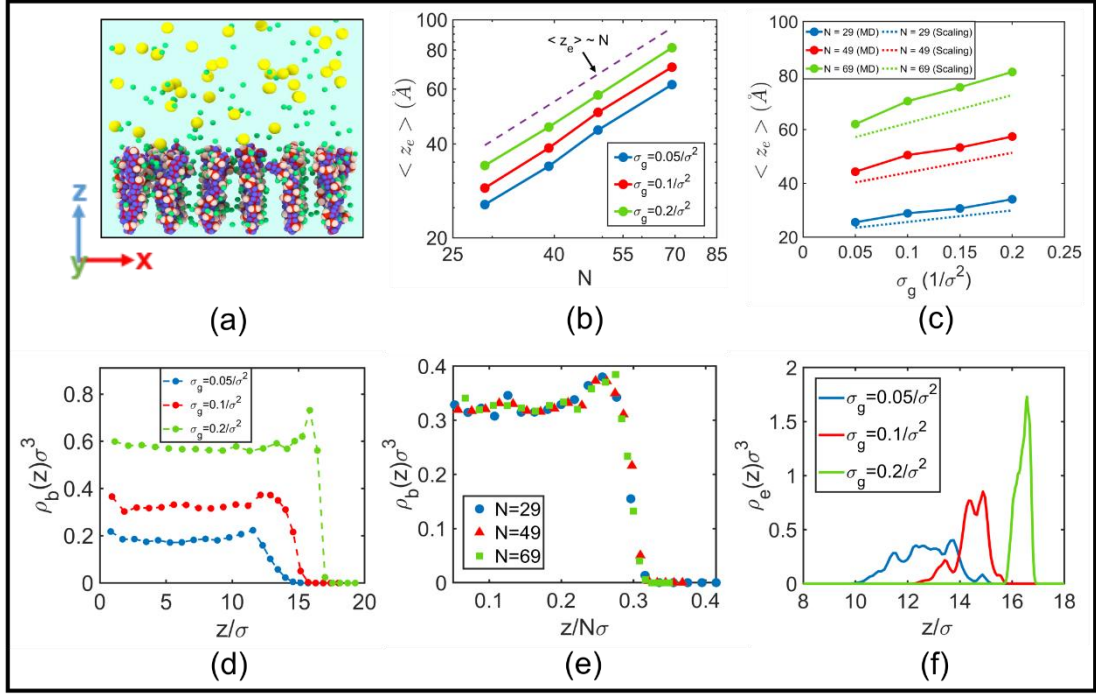 z
y
x
(a)
< z_e > (Å)
100
80
60
40
20
< z_e > ~ N
σ_g=0.05/σ²
σ_g=0.1/σ²
σ_g=0.2/σ²
25 40 55 70 85
N
(b)
< z_e > (Å)
100
80
60
40
20
N = 29 (MD) N = 29 (Scaling)
N = 49 (MD) N = 49 (Scaling)
N = 69 (MD) N = 69 (Scaling)
0 0.05 0.1 0.15 0.2 0.25
σ_g (1/σ²)
(c)
ρ_b(z)σ³
0.8
0.6
0.4
0.2
0
σ_g=0.05/σ²
σ_g=0.1/σ²
σ_g=0.2/σ²
0 5 10 15 20
z/σ
(d)
ρ_b(z)σ³
0.4
0.3
0.2
0.1
0
N=29
N=49
N=69
0.1 0.2 0.3 0.4
z/Nσ
(e)
ρ_e(z)σ³
2
1.5
1
0.5
0
σ_g=0.05/σ²
σ_g=0.1/σ²
σ_g=0.2/σ²
8 10 12 14 16 18
z/σ
(f)